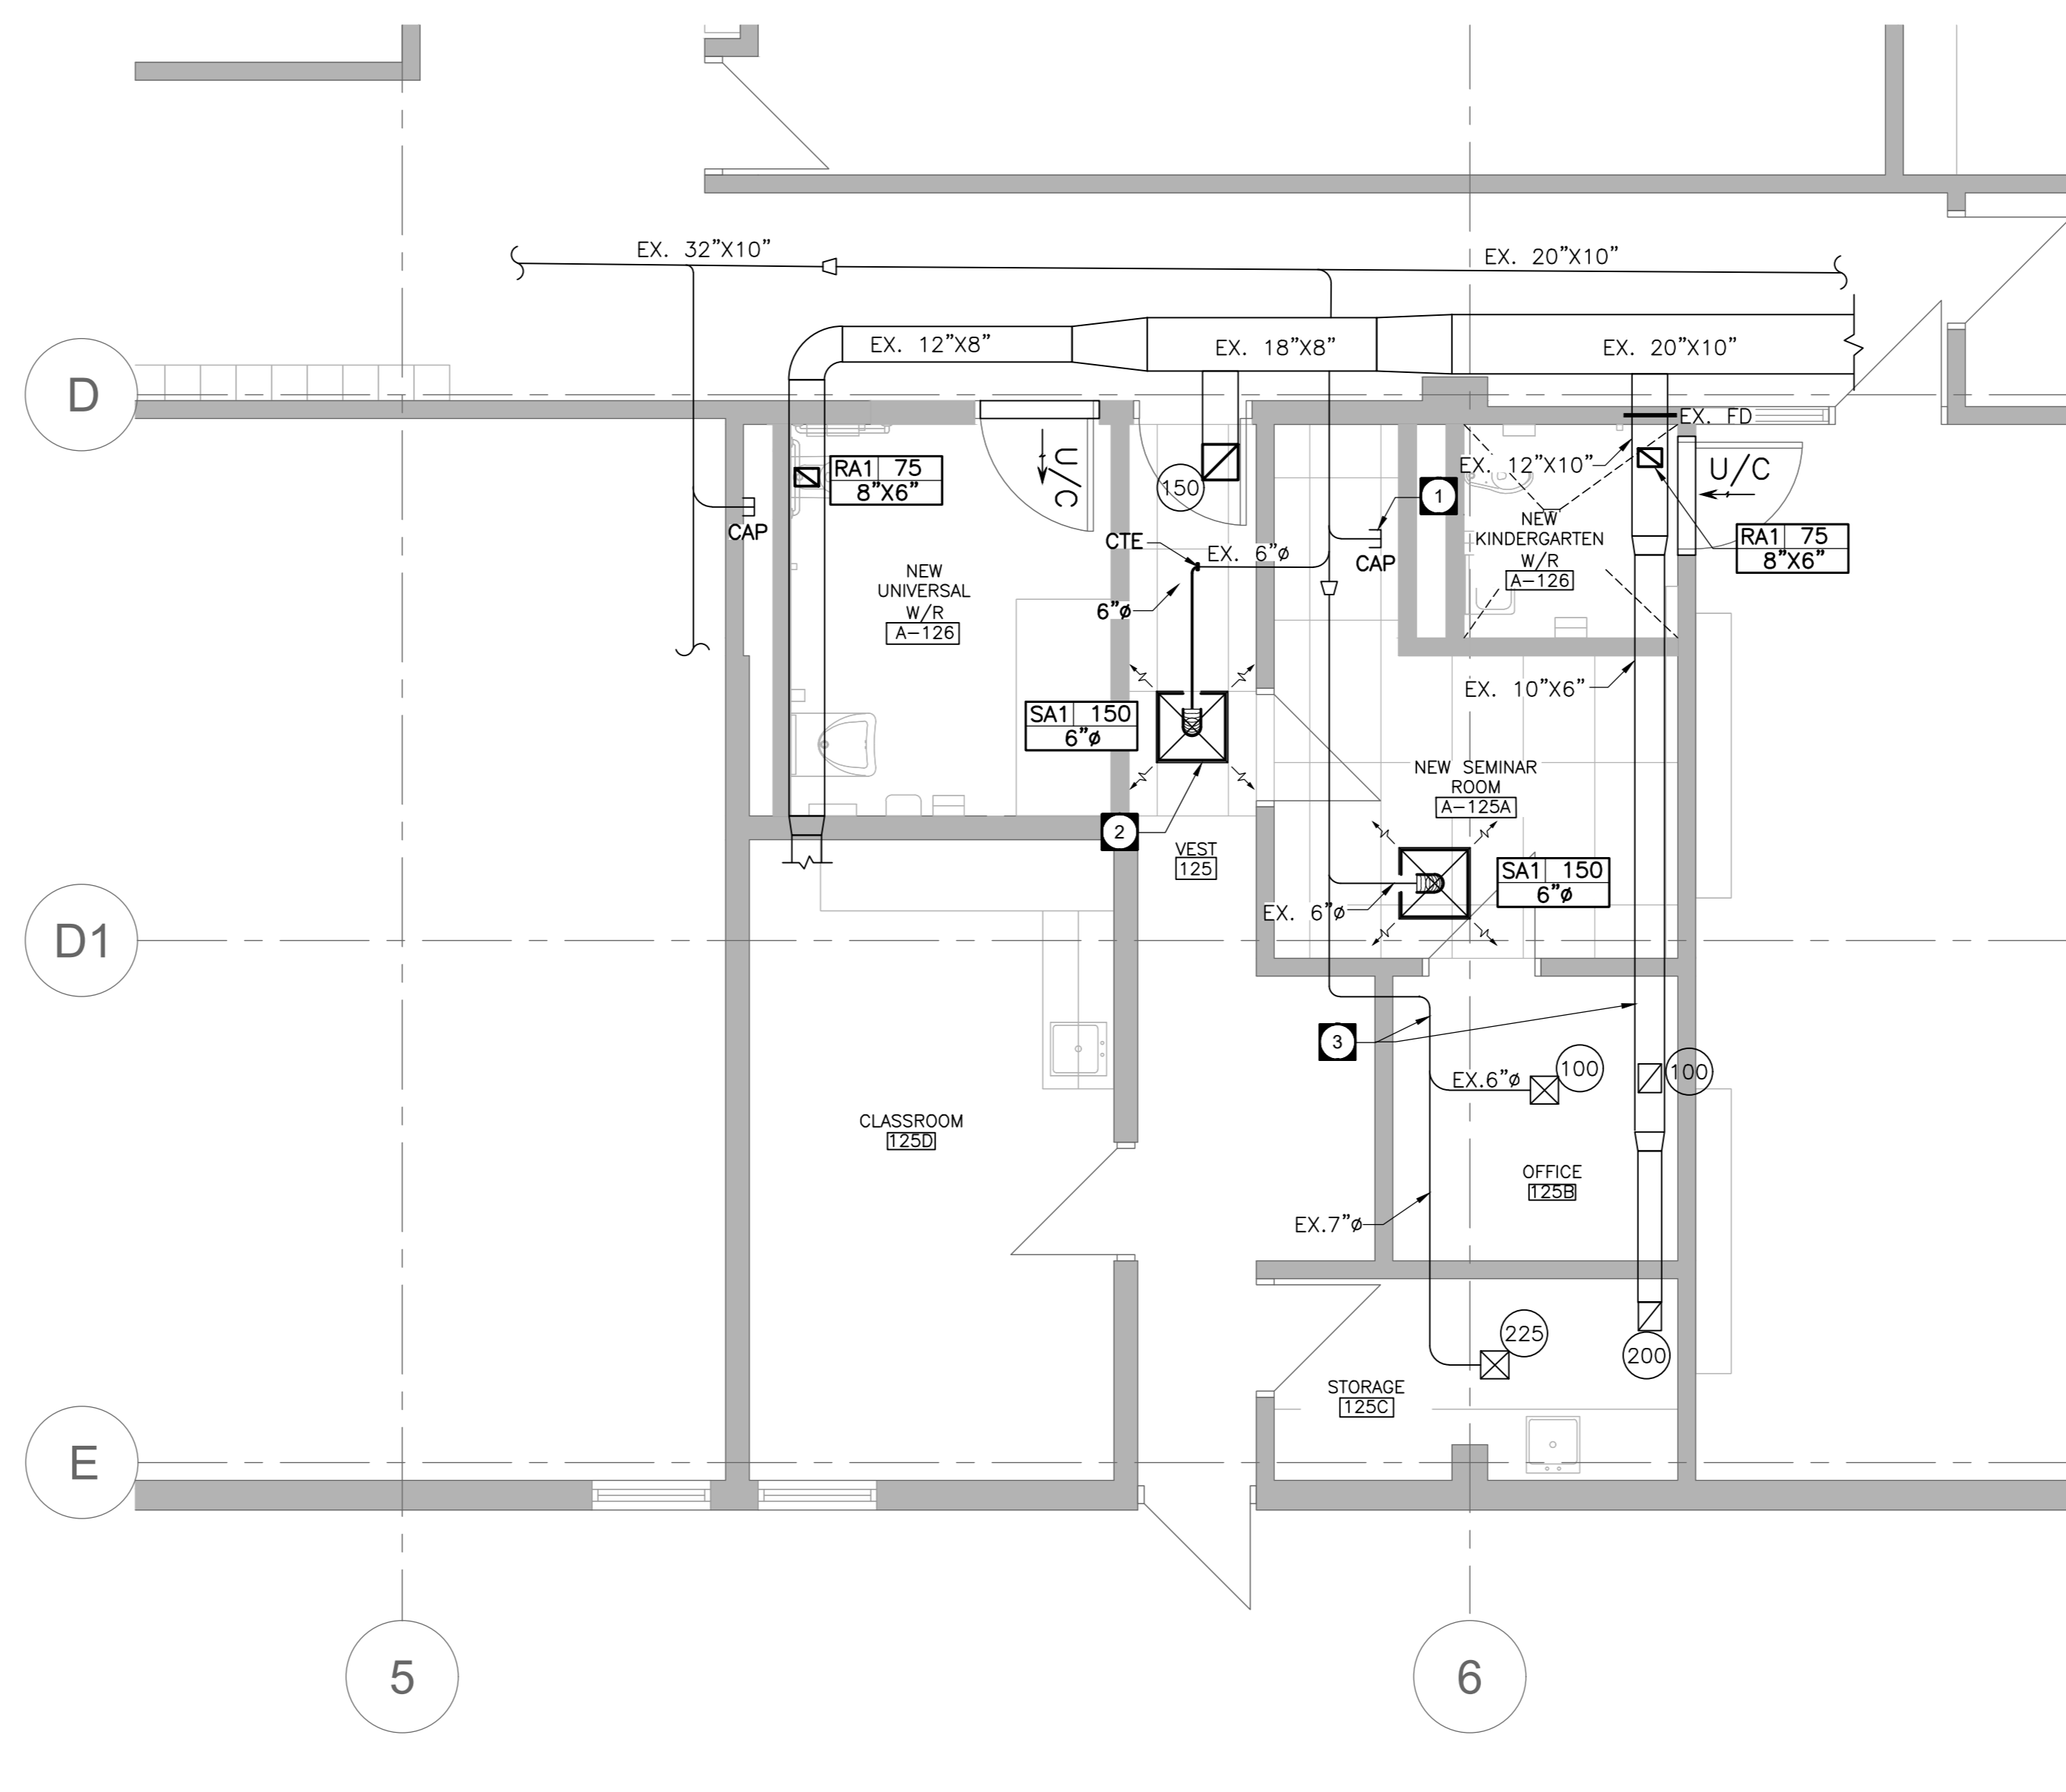 EX. 32”X10”
EX. 20”X10”
EX. 12”X8”
EX. 18”X8”
EX. 20”X10”
D
EX. FD
RA1 75
8”X6”
U/C
150
EX. 12”X10”
U/C
1
CAP
CAP
CTE
EX. 6”ø
NEW
KINDERGARTEN
W/R
A-126
RA1 75
8”X6”
NEW
UNIVERSAL
W/R
A-126
6”ø
EX. 10”X6”
SA1 150
6”ø
NEW SEMINAR
ROOM
A-125A
2
VEST
125
SA1 150
6”ø
EX. 6”ø
D1
3
EX.6”ø
100
100
CLASSROOM
125D
OFFICE
125B
EX.7”ø
225
200
STORAGE
125C
E
5
6